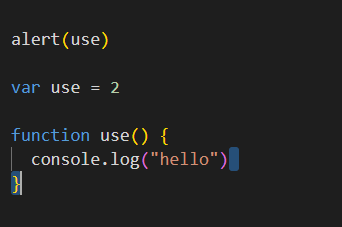 alert(use)
var use = 2
function use() {
  console.log("hello")
}